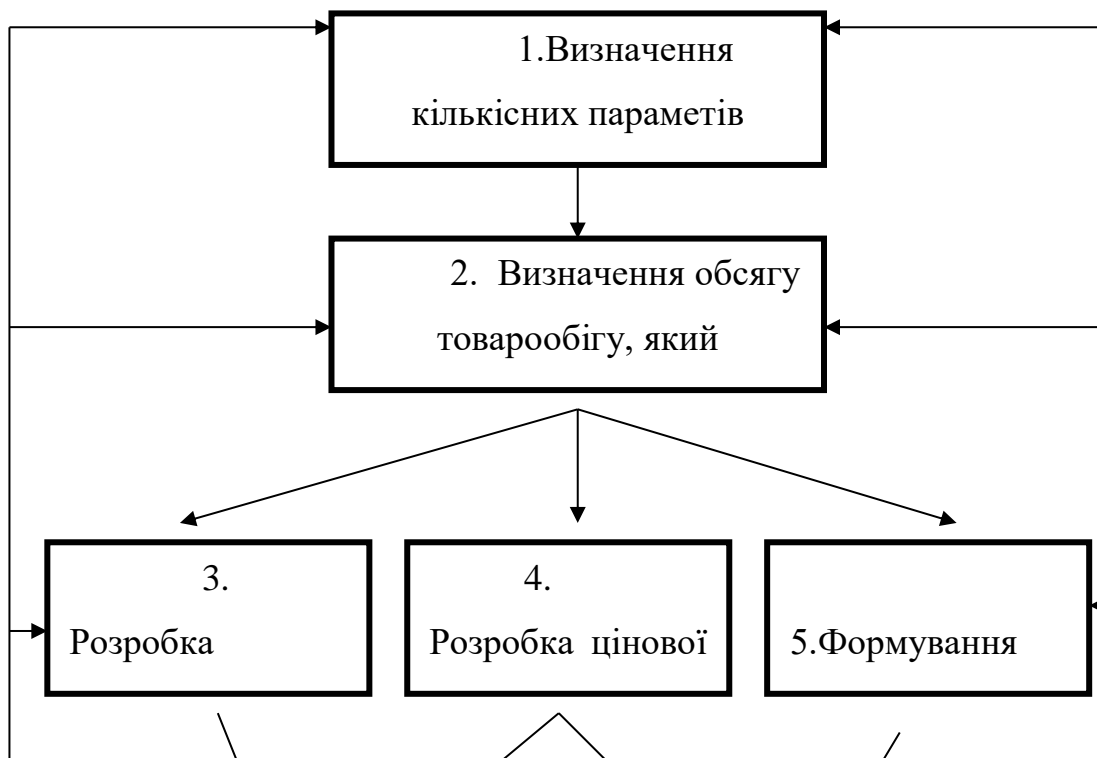 1.Визначення
кількісних параметів
2. Визначення обсягу
товарообігу, який
3.
Розробка
4.
Розробка цінової
5.Формування